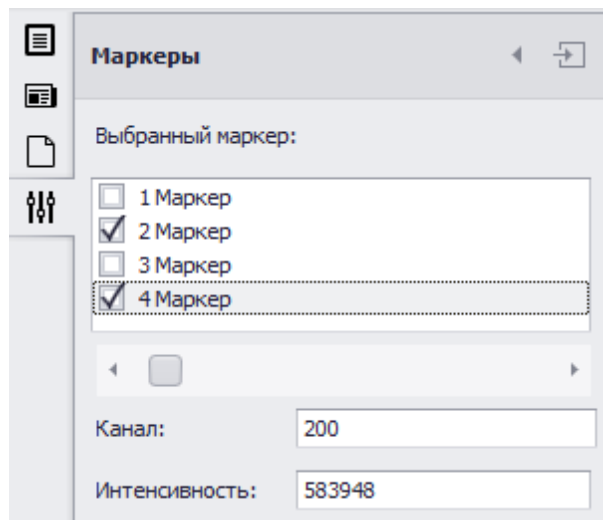 Маркеры
Выбранный маркер:
1 Маркер
2 Маркер
3 Маркер
4 Маркер
Канал: 200
Интенсивность: 583948